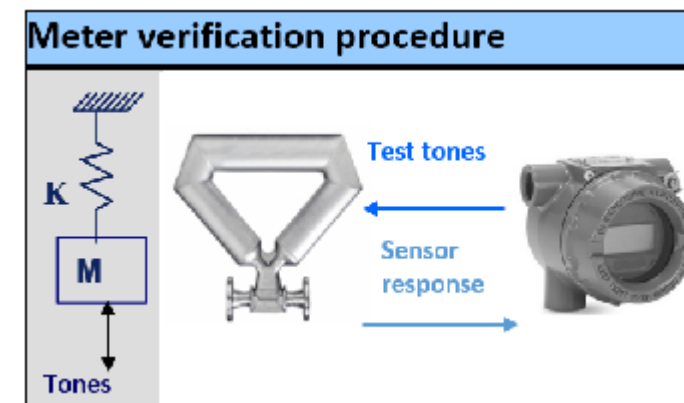 Meter verification procedure
K
M
Tones
Test tones
Sensor
response